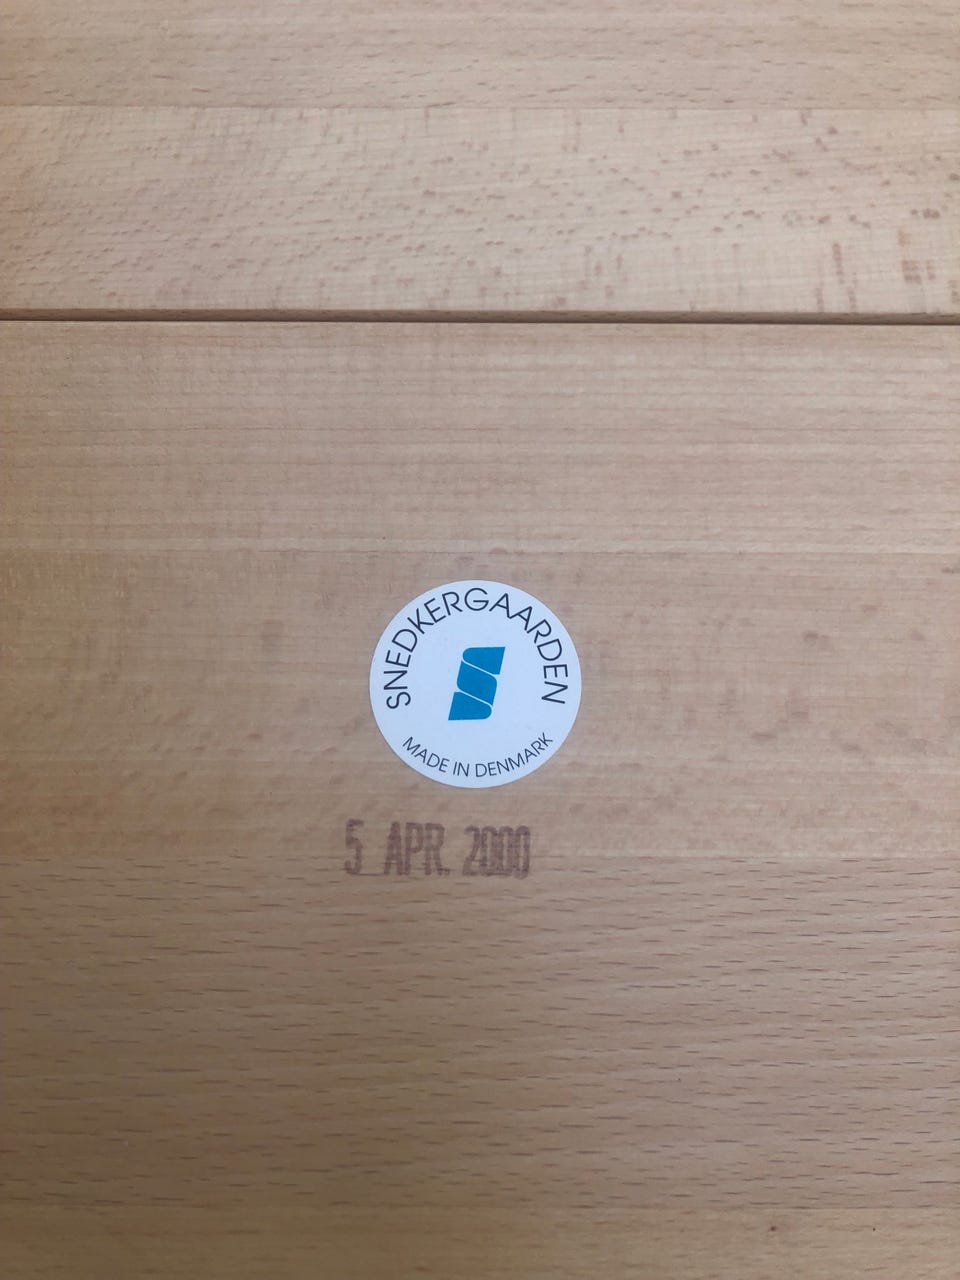 SNEDKERGAARDEN
MADE IN DENMARK
5 APR. 2000